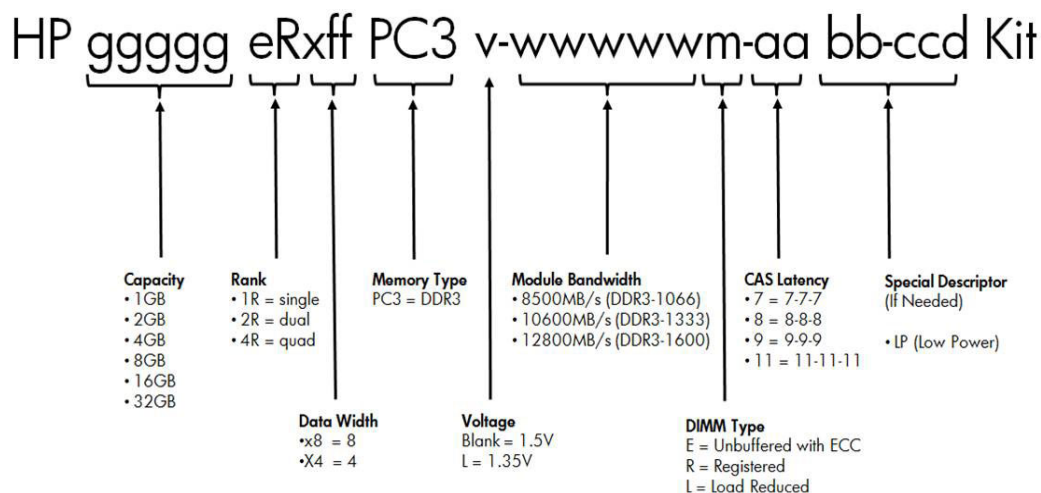 HP ggggg eRxff PC3 v-wwwwwm-aa bb-ccd Kit
Capacity
• 1GB
• 2GB
• 4GB
• 8GB
• 16GB
• 32GB
Rank
• 1R = single
• 2R = dual
• 4R = quad
Memory Type
PC3 = DDR3
Module Bandwidth
• 8500MB/s (DDR3-1066)
• 10600MB/s (DDR3-1333)
• 12800MB/s (DDR3-1600)
CAS Latency
• 7 = 7-7-7
• 8 = 8-8-8
• 9 = 9-9-9
• 11 = 11-11-11
Special Descriptor
(If Needed)
• LP (Low Power)
Data Width
•x8 = 8
•X4 = 4
Voltage
Blank = 1.5V
L = 1.35V
DIMM Type
E = Unbuffered with ECC
R = Registered
L = Load Reduced